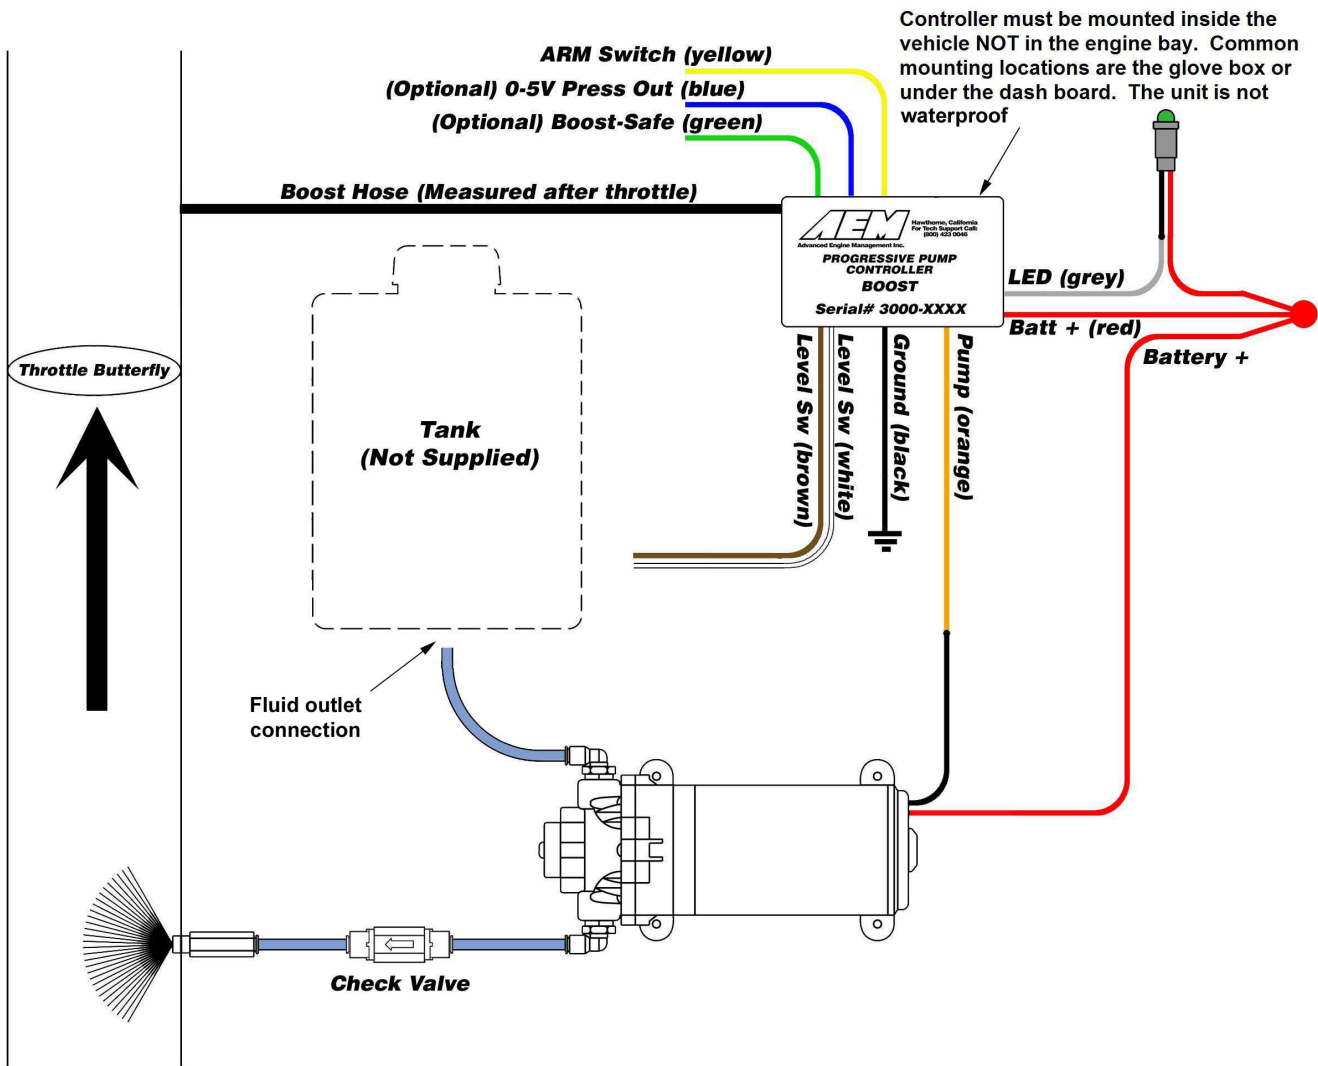 Controller must be mounted inside the
vehicle NOT in the engine bay.  Common
mounting locations are the glove box or
under the dash board.  The unit is not
waterproof
ARM Switch (yellow)
(Optional) 0-5V Press Out (blue)
(Optional) Boost-Safe (green)
Boost Hose (Measured after throttle)
AEM
Advanced Engine Management Inc.
Hawthorne, California
For Tech Support Call:
(800) 423 0046
PROGRESSIVE PUMP
CONTROLLER
BOOST
Serial# 3000-XXXX
LED (grey)
Batt + (red)
Battery +
Level Sw (brown)
Level Sw (white)
Ground (black)
Pump (orange)
Throttle Butterfly
Tank
(Not Supplied)
Fluid outlet
connection
Check Valve